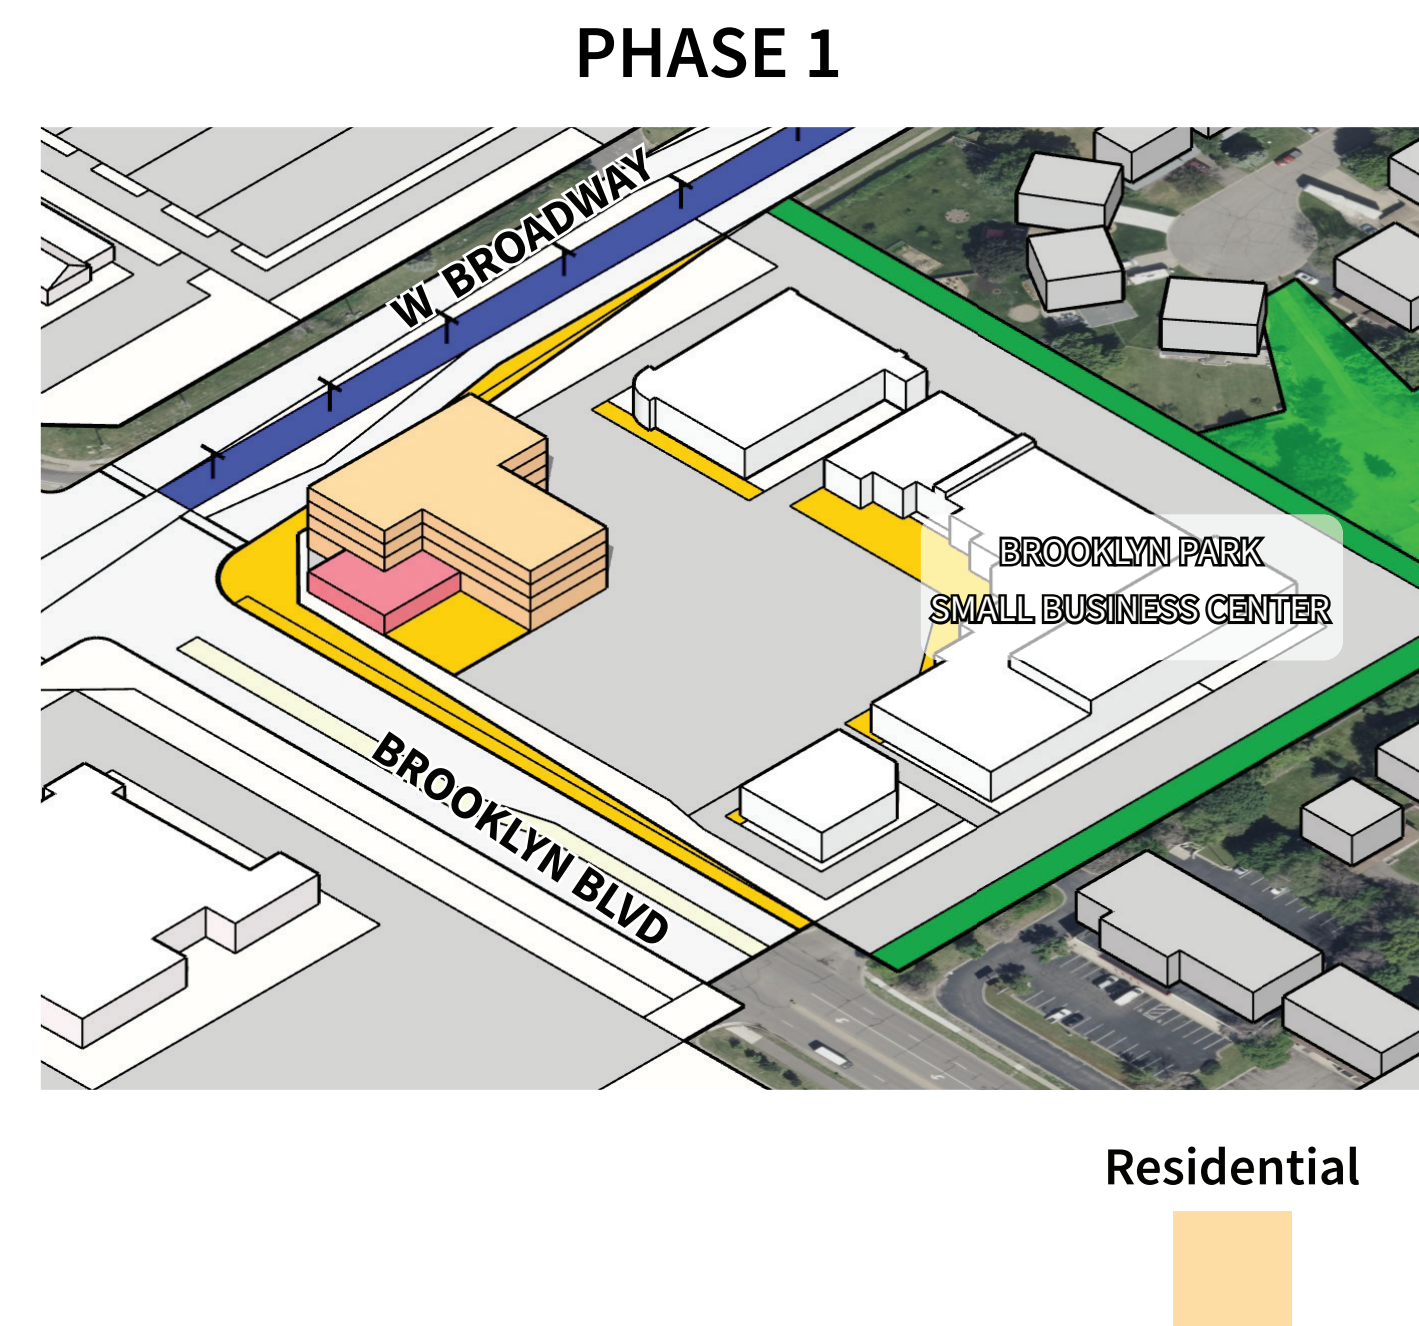 PHASE 1
W BROADWAY
BROOKLYN PARK
SMALL BUSINESS CENTER
BROOKLYN BLVD
Residential